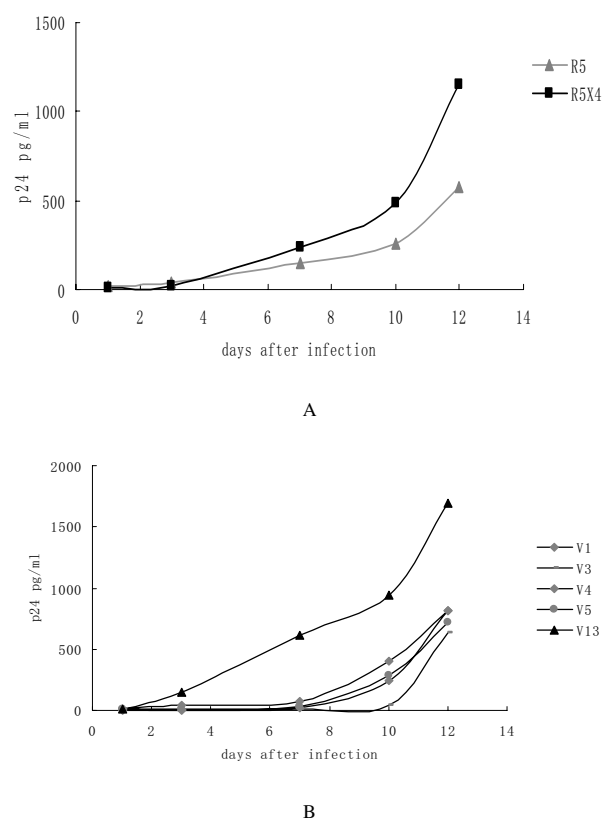 1500
1000
500
0
p24 pg/ml
0 2 4 6 8 10 12 14
days after infection
R5
R5X4
A
2000
1500
1000
500
0
p24 pg/ml
0 2 4 6 8 10 12 14
days after infection
V1
V3
V4
V5
V13
B